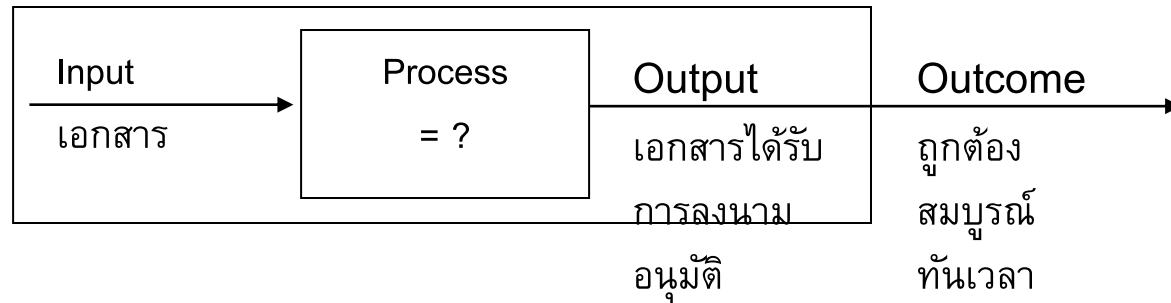 Input
เอกสาร
Process
= ?
Output
เอกสารได้รับ
การลงนาม
อนุมัติ
Outcome
ถูกต้อง
สมบูรณ์
ทันเวลา